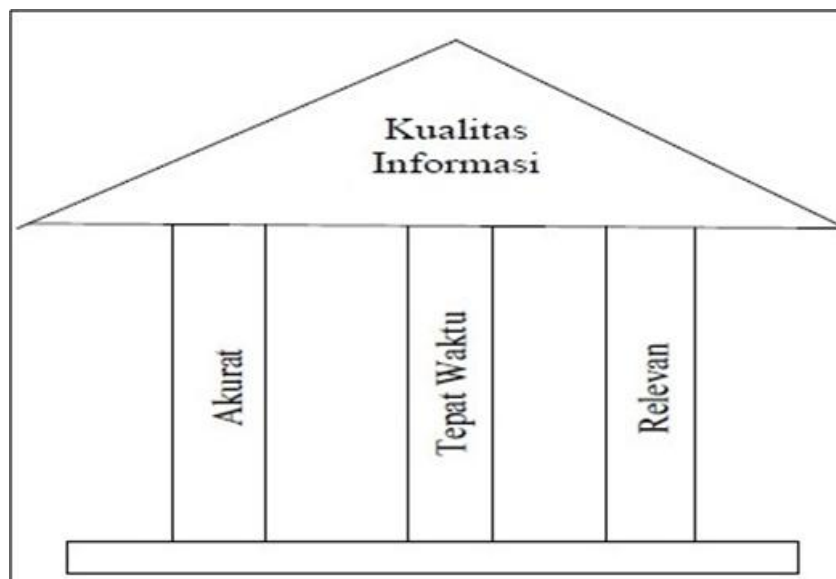 Kualitas
Informasi
Akurat
Tepat Waktu
Relevan